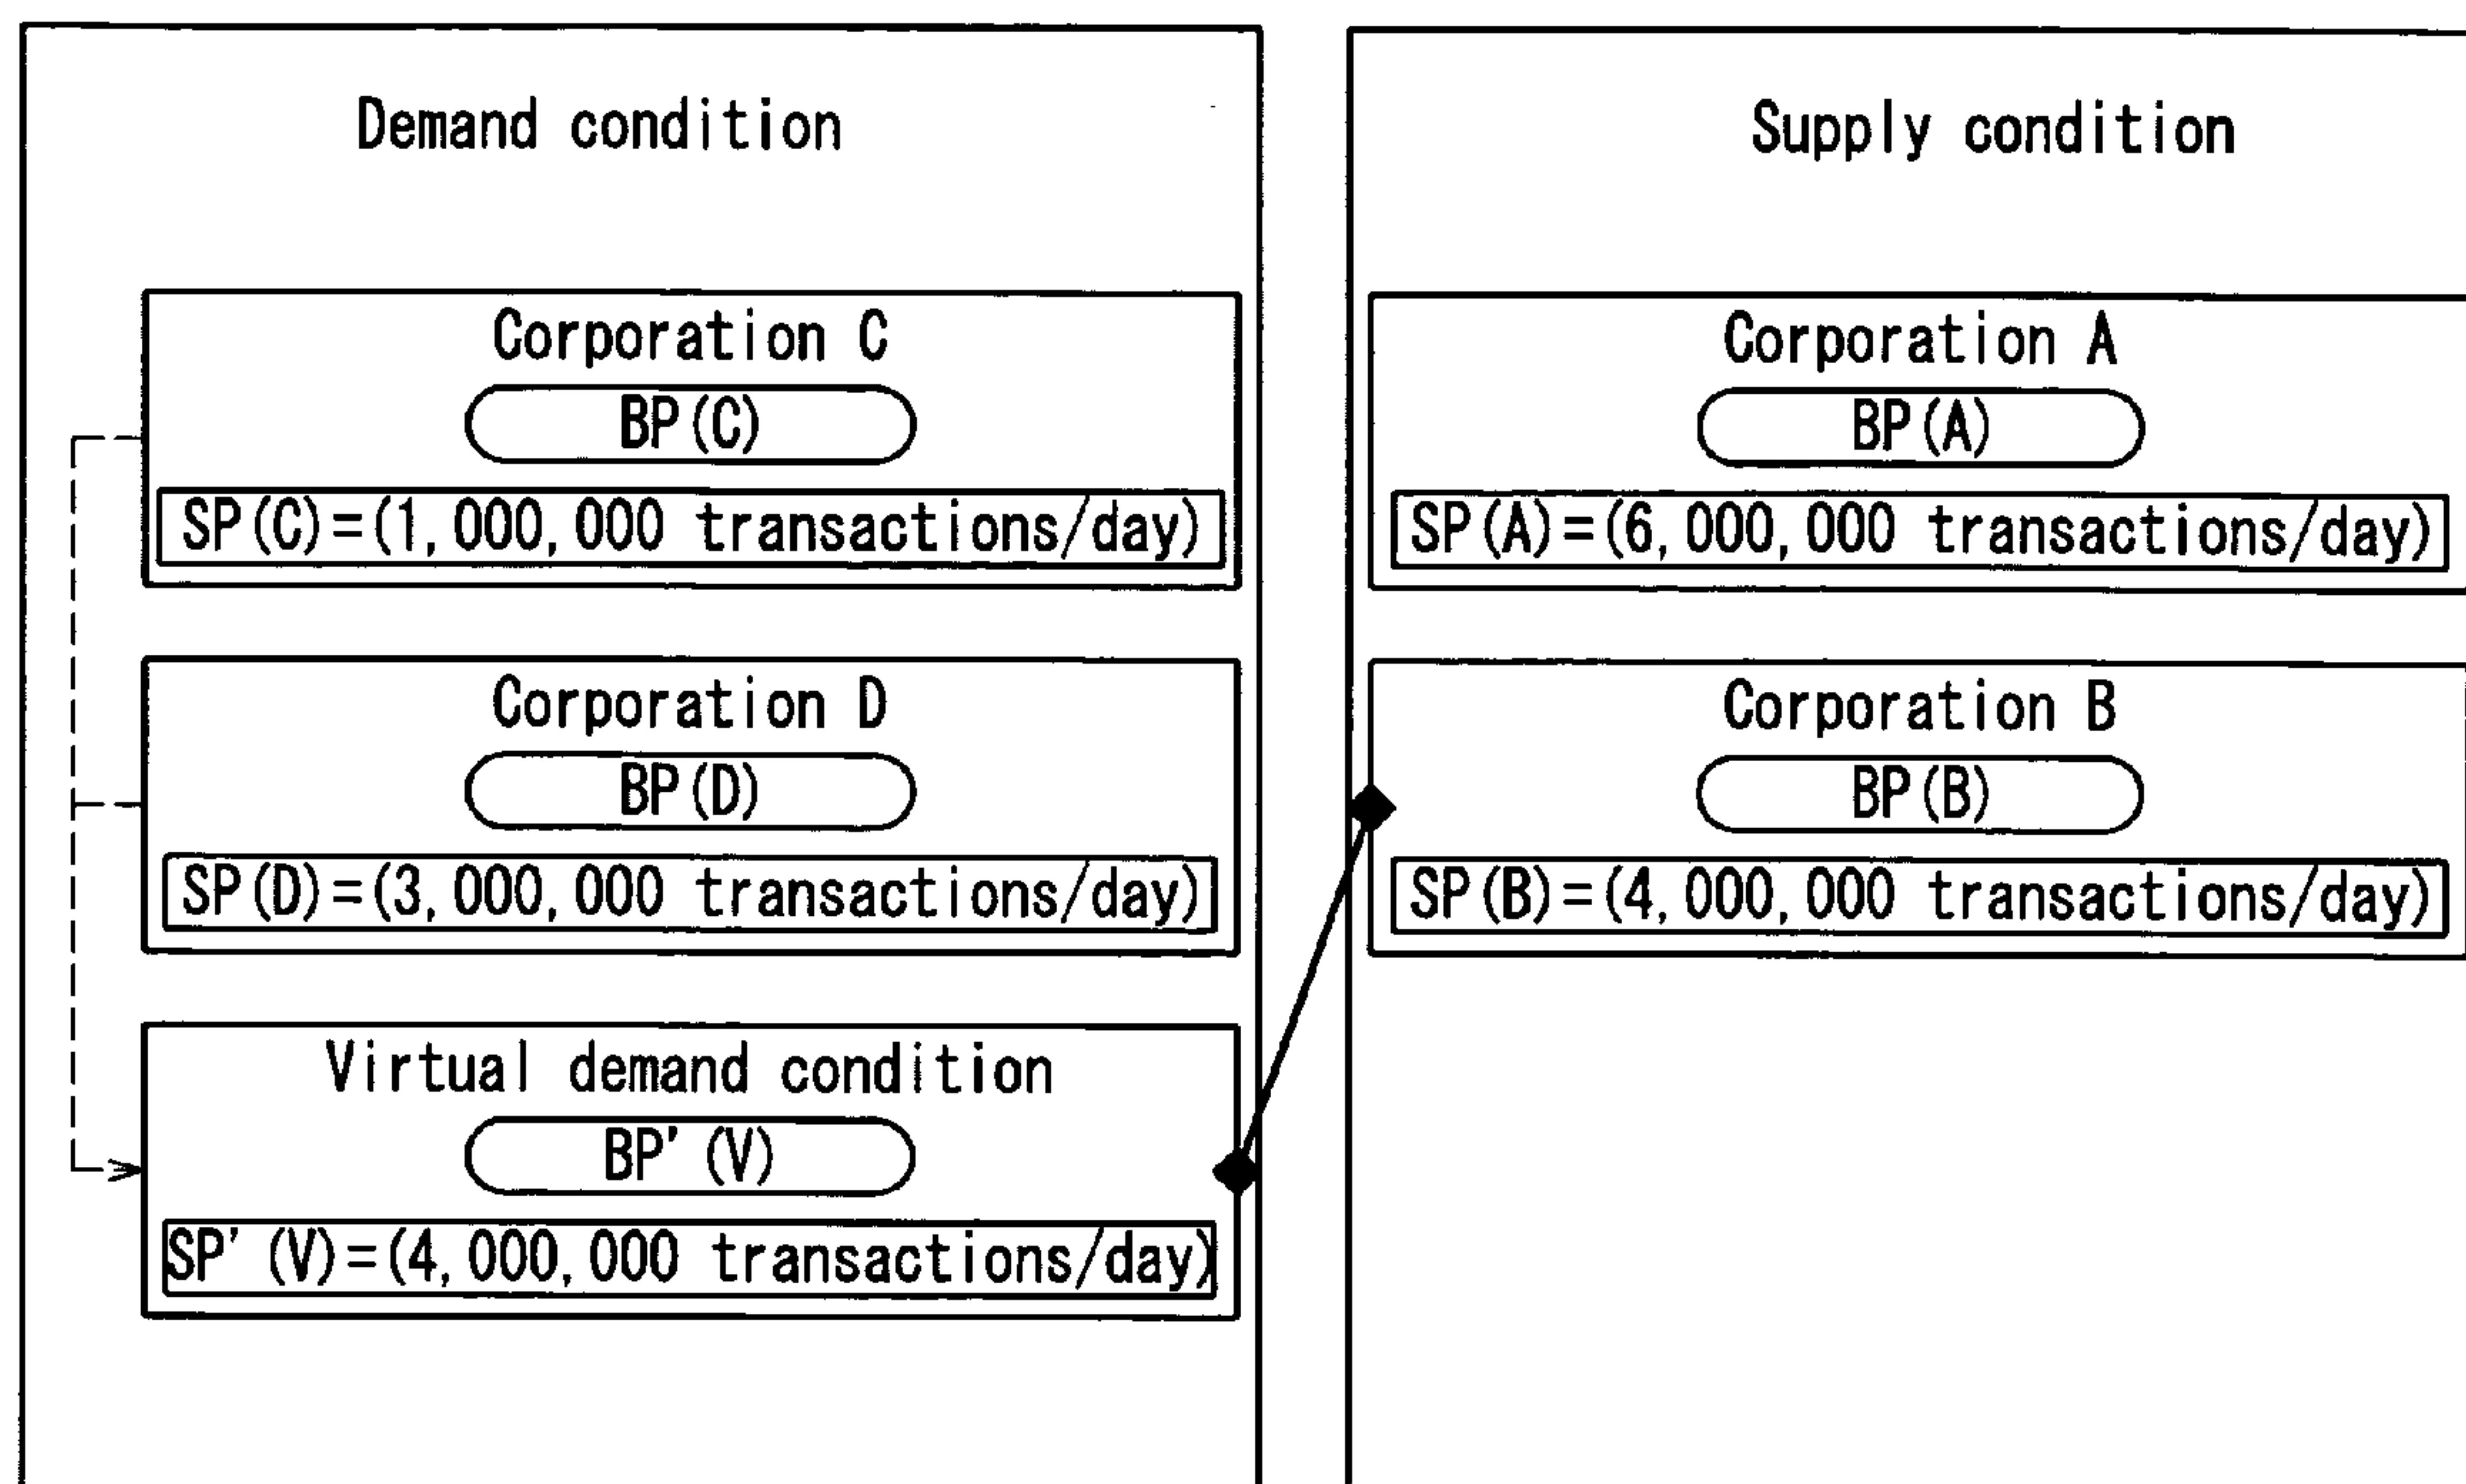 Demand condition
Corporation C
BP(C)
SP(C)=(1,000,000 transactions/day)
Corporation D
BP(D)
SP(D)=(3,000,000 transactions/day)
Virtual demand condition
BP'(V)
SP'(V)=(4,000,000 transactions/day)
Supply condition
Corporation A
BP(A)
SP(A)=(6,000,000 transactions/day)
Corporation B
BP(B)
SP(B)=(4,000,000 transactions/day)